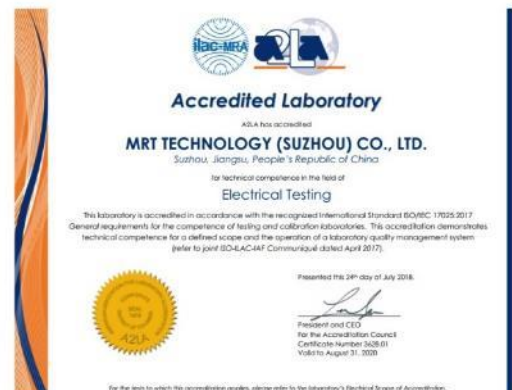 ilac-MRA
A2LA
Accredited Laboratory
A2LA has accredited
MRT TECHNOLOGY (SUZHOU) CO., LTD.
Suzhou, Jiangsu, People's Republic of China
for technical competence in the field of
Electrical Testing
This laboratory is accredited in accordance with the recognized International Standard ISO/IEC 17025:2017
General requirements for the competence of testing and calibration laboratories. This accreditation demonstrates
technical competence for a defined scope and the operation of a laboratory quality management system
(refer to joint ISO-ILAC-IAF Communiqué dated April 2017).
Presented this 24th day of July 2018.
President and CEO
For the Accreditation Council
Certificate Number 3628.01
Valid to August 31, 2020
A2LA
For the tests to which this accreditation applies, please refer to the laboratory's Electrical Scope of Accreditation.